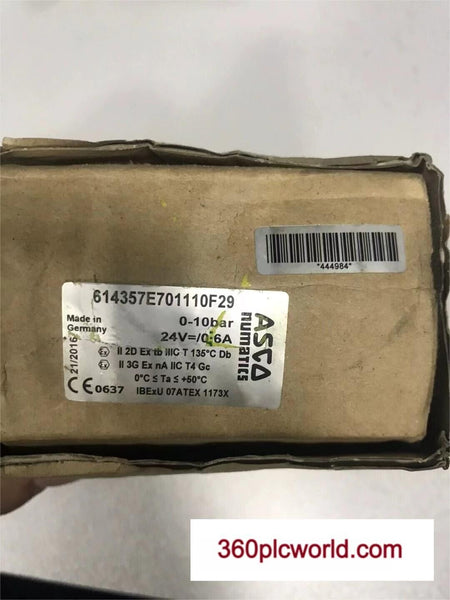 *444984*
614357E701110F29
Made in
Germany
0-10bar
24V=/0.6A
21/2016
II 2D Ex tb IIIC T 135°C Db
II 3G Ex nA IIC T4 Gc
0°C ≤ Ta ≤ +50°C
CE 0637
IBExU 07ATEX 1173X
ASCO
numatics
360plcworld.com